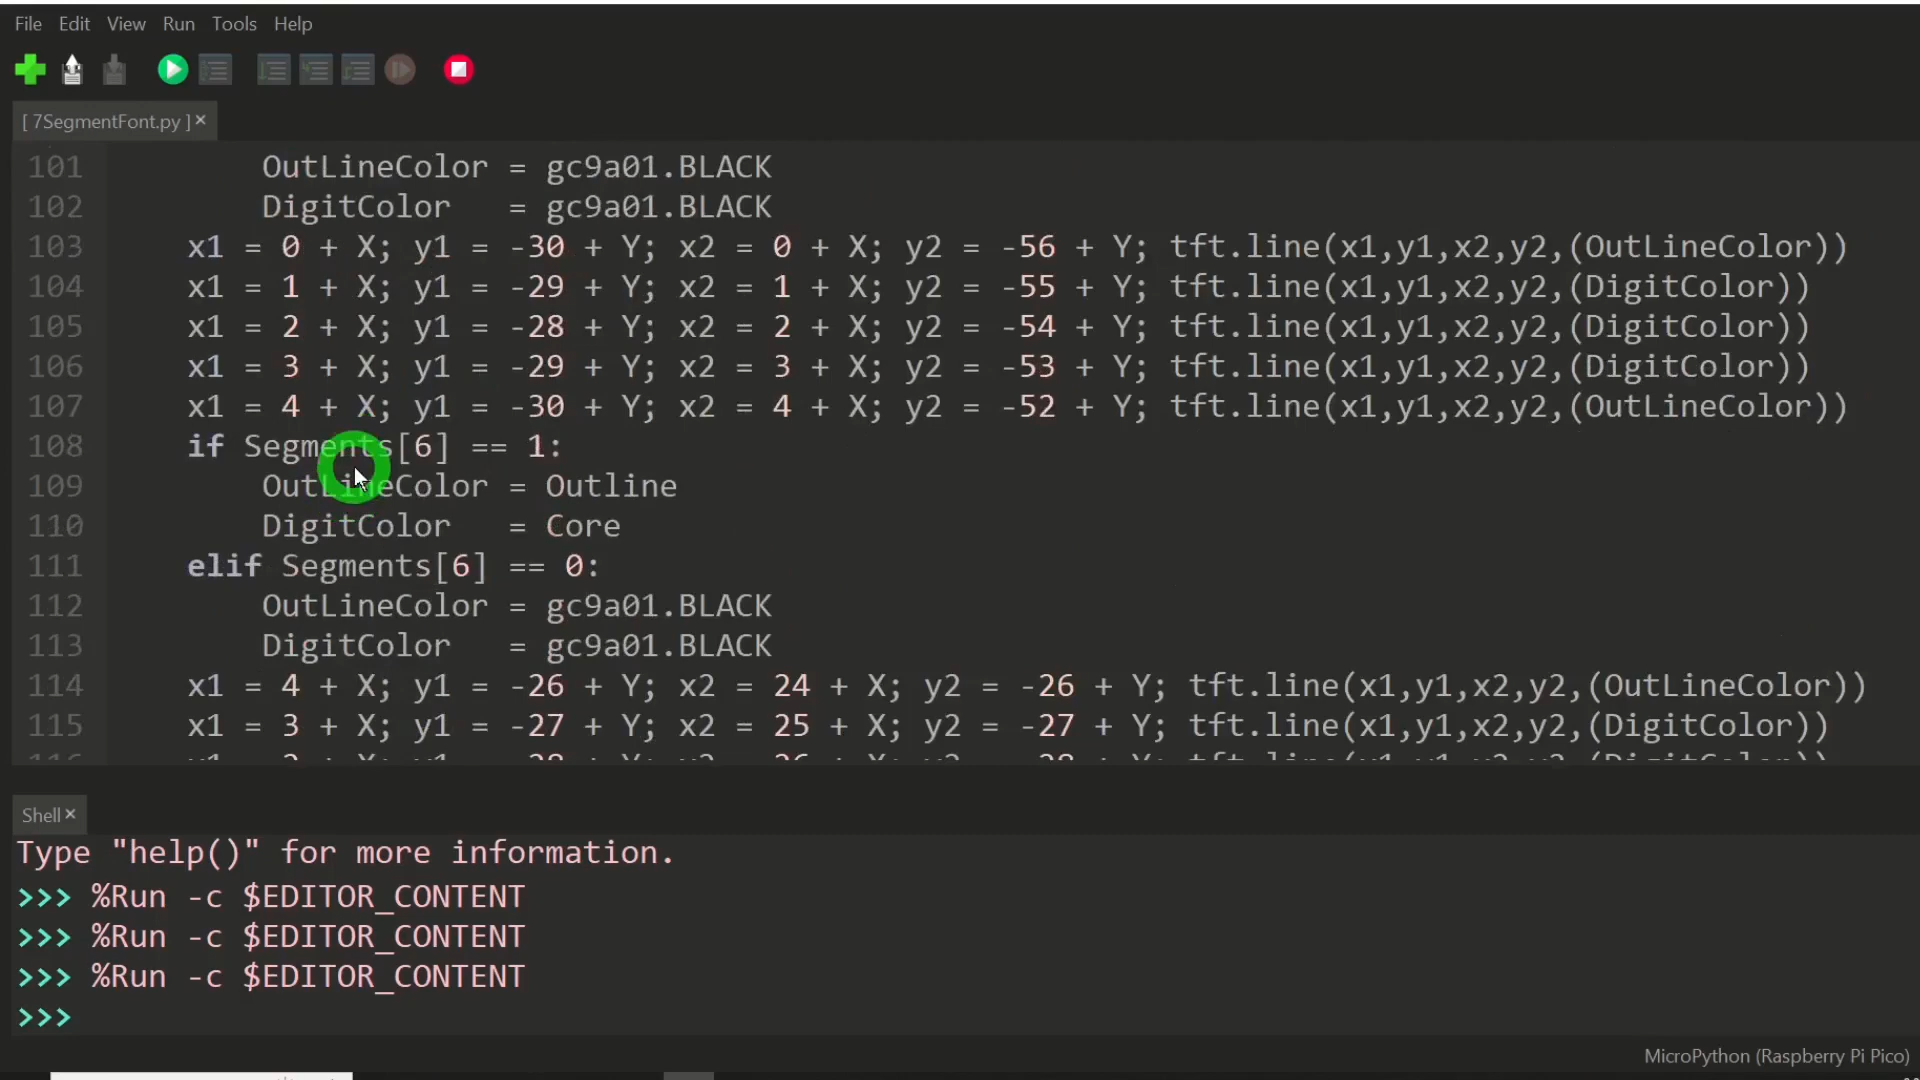 File Edit View Run Tools Help
[ 7SegmentFont.py ] ×
101 OutLineColor = gc9a01.BLACK
102 DigitColor = gc9a01.BLACK
103 x1 = 0 + X; y1 = -30 + Y; x2 = 0 + X; y2 = -56 + Y; tft.line(x1,y1,x2,y2,(OutLineColor))
104 x1 = 1 + X; y1 = -29 + Y; x2 = 1 + X; y2 = -55 + Y; tft.line(x1,y1,x2,y2,(DigitColor))
105 x1 = 2 + X; y1 = -28 + Y; x2 = 2 + X; y2 = -54 + Y; tft.line(x1,y1,x2,y2,(DigitColor))
106 x1 = 3 + X; y1 = -29 + Y; x2 = 3 + X; y2 = -53 + Y; tft.line(x1,y1,x2,y2,(DigitColor))
107 x1 = 4 + X; y1 = -30 + Y; x2 = 4 + X; y2 = -52 + Y; tft.line(x1,y1,x2,y2,(OutLineColor))
108 if Segments[6] == 1:
109 OutLineColor = Outline
110 DigitColor = Core
111 elif Segments[6] == 0:
112 OutLineColor = gc9a01.BLACK
113 DigitColor = gc9a01.BLACK
114 x1 = 4 + X; y1 = -26 + Y; x2 = 24 + X; y2 = -26 + Y; tft.line(x1,y1,x2,y2,(OutLineColor))
115 x1 = 3 + X; y1 = -27 + Y; x2 = 25 + X; y2 = -27 + Y; tft.line(x1,y1,x2,y2,(DigitColor))
Shell ×
Type "help()" for more information.
>>> %Run -c $EDITOR_CONTENT
>>> %Run -c $EDITOR_CONTENT
>>> %Run -c $EDITOR_CONTENT
>>>
MicroPython (Raspberry Pi Pico)